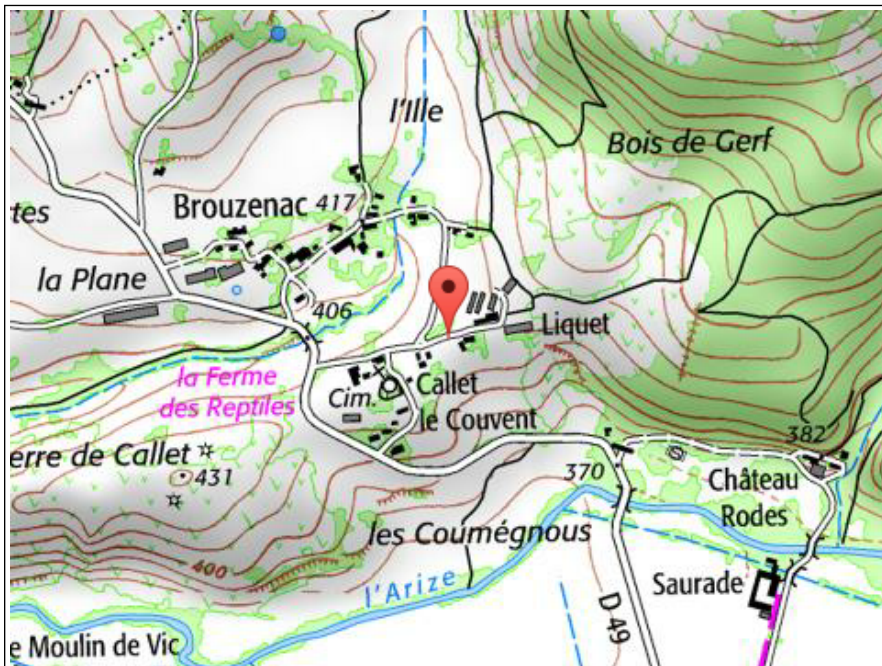 l'Ille
Bois de Gerf
Brouzenac
417
tes
la Plane
406
Liquet
la Ferme
des Reptiles
Cim.
Callet
le Couvent
erre de Callet
431
382
370
Château
Rodes
les Coumégnous
400
l'Arize
Saurade
D 49
e Moulin de Vic